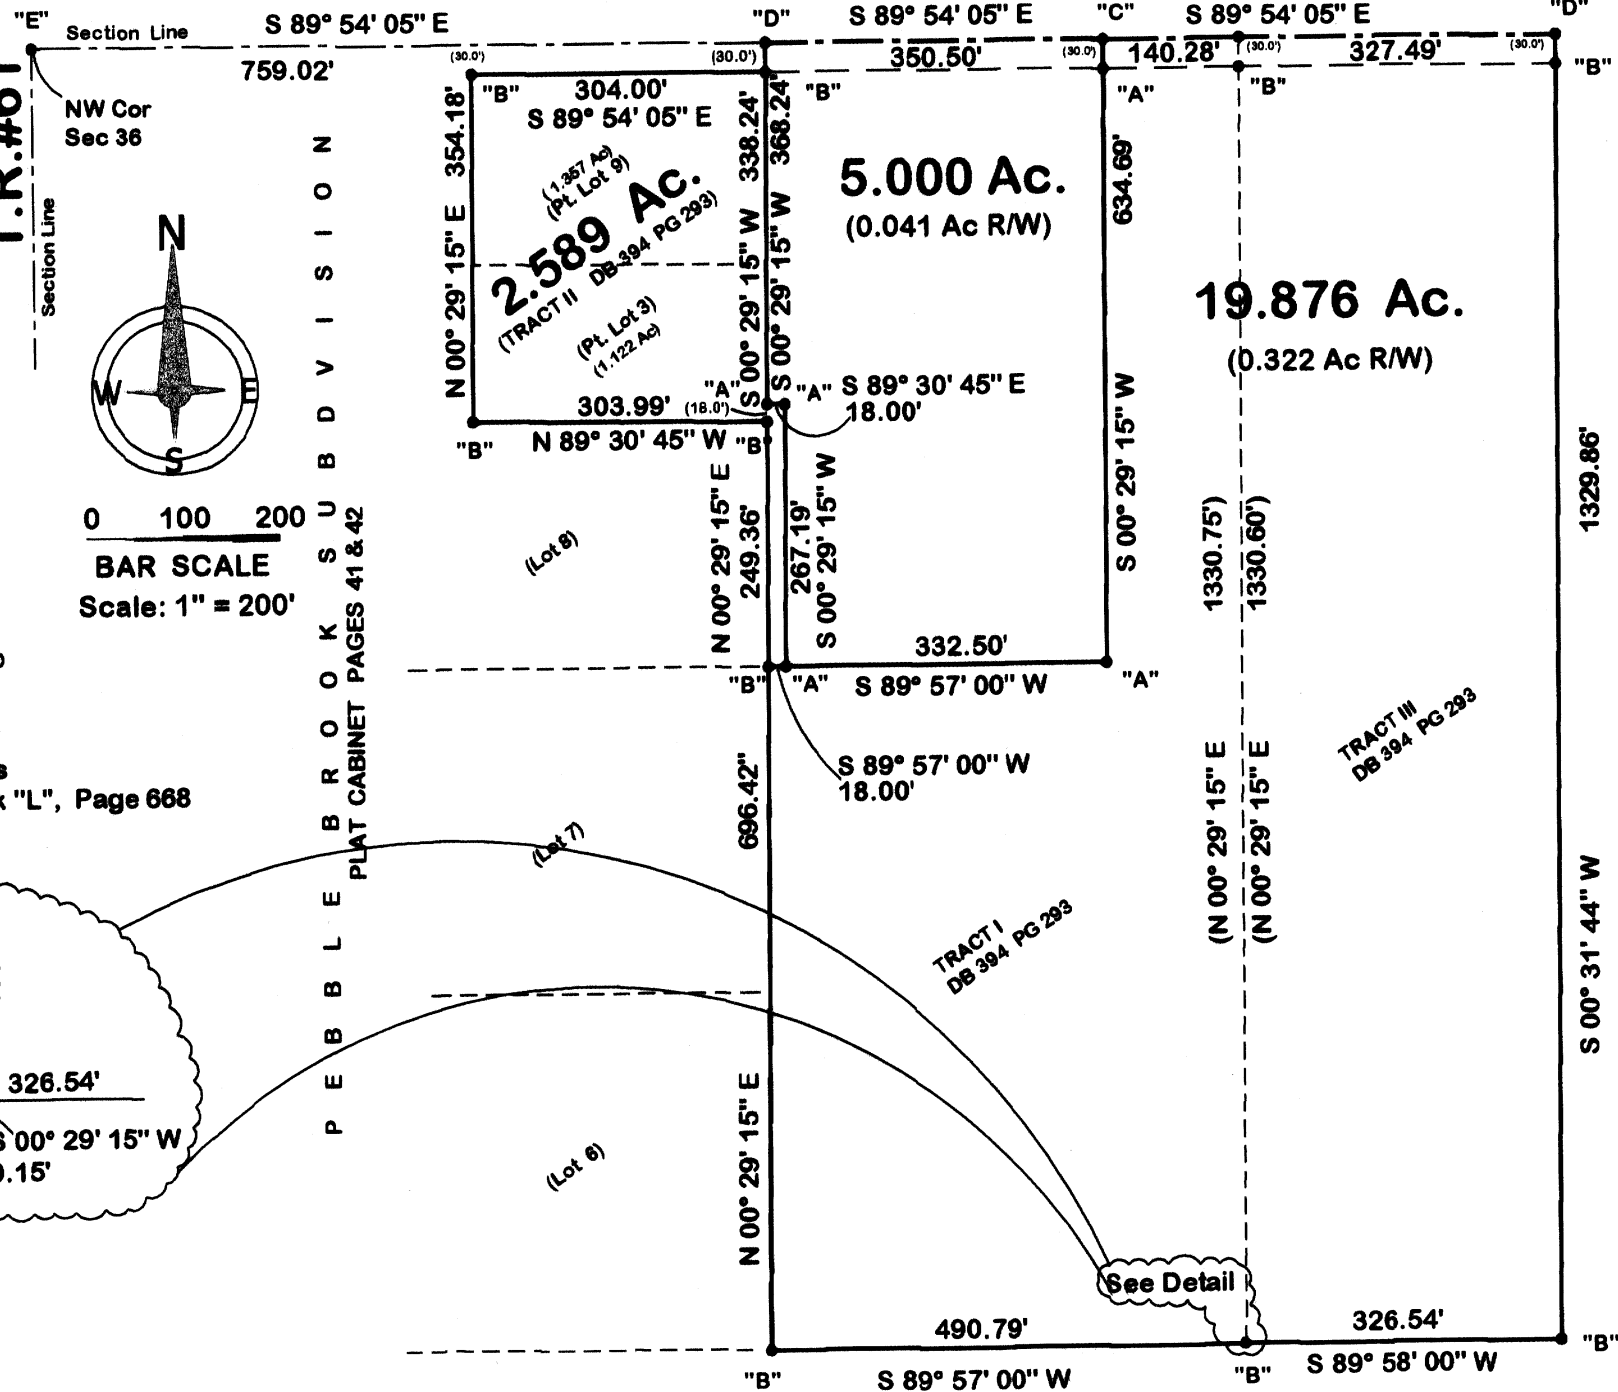 "E"
Section Line
S 89° 54' 05" E
759.02'
"D"
S 89° 54' 05" E
350.50'
"C"
S 89° 54' 05" E
140.28'
327.49'
"D"
(30.0')
(30.0')
(30.0')
(30.0')
(30.0')
T.R.#61
NW Cor
Sec 36
Section Line
"B"
304.00'
S 89° 54' 05" E
"B"
"A"
"B"
"B"
N 00° 29' 15" E 354.18'
(1.357 Ac)
(Pt. Lot 9)
2.589 Ac.
(TRACT II DB 394 PG 293)
(Pt. Lot 3)
(1.122 Ac)
S 00° 29' 15" W 338.24'
S 00° 29' 15" W 368.24'
5.000 Ac.
(0.041 Ac R/W)
634.69'
S 00° 29' 15" W
19.876 Ac.
(0.322 Ac R/W)
N
W
E
S
0 100 200
BAR SCALE
Scale: 1" = 200'
"A"
"A"
S 89° 30' 45" E
18.00'
303.99'
(18.0')
"B"
N 89° 30' 45" W
"B"
N 00° 29' 15" E
249.36'
267.19'
S 00° 29' 15" W
(Lot 8)
332.50'
"B"
"A"
S 89° 57' 00" W
"A"
S 89° 57' 00" W
18.00'
1330.75')
1330.60')
(N 00° 29' 15" E
(N 00° 29' 15" E
1329.86'
S 00° 31' 44" W
TRACT III
DB 394 PG 293
TRACT I
DB 394 PG 293
PEBBLE BROOK SUBDVISION
PLAT CABINET PAGES 41 & 42
"L", Page 668
696.42"
N 00° 29' 15" E
(Lot 7)
(Lot 6)
326.54'
S 00° 29' 15" W
.15'
See Detail
490.79'
326.54'
"B"
S 89° 57' 00" W
"B"
S 89° 58' 00" W
"B"